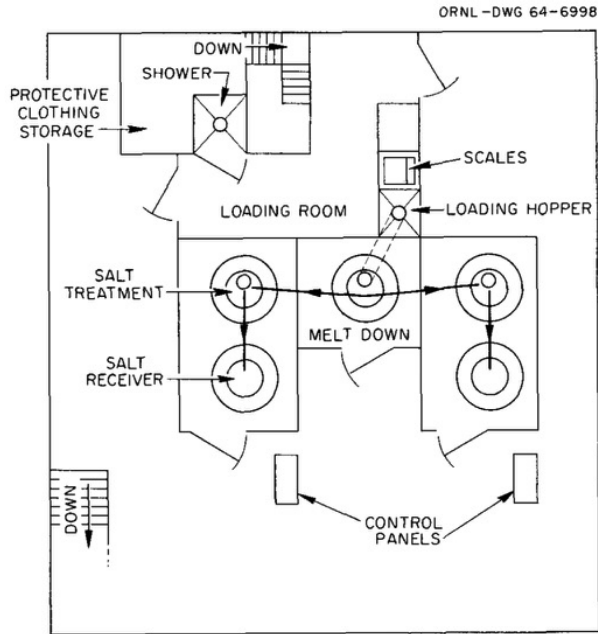 ORNL-DWG 64-6998
DOWN
SHOWER
PROTECTIVE
CLOTHING
STORAGE
SCALES
LOADING ROOM
LOADING HOPPER
SALT
TREATMENT
MELT DOWN
SALT
RECEIVER
DOWN
CONTROL
PANELS